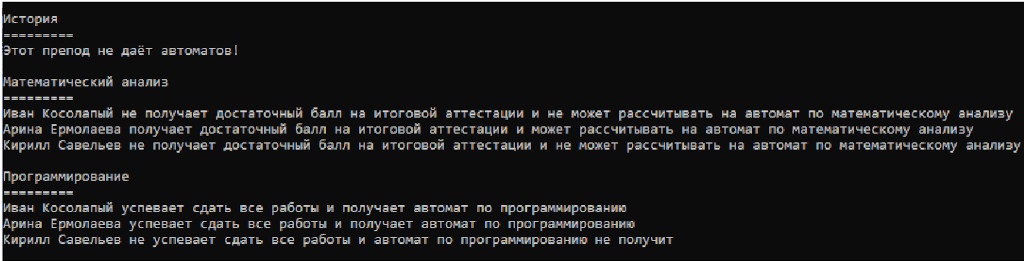 История
=========
Этот препод не даёт автоматов!
Математический анализ
=========
Иван Косолапый не получает достаточный балл на итоговой аттестации и не может рассчитывать на автомат по математическому анализу
Арина Ермолаева получает достаточный балл на итоговой аттестации и может рассчитывать на автомат по математическому анализу
Кирилл Савельев не получает достаточный балл на итоговой аттестации и не может рассчитывать на автомат по математическому анализу
Программирование
=========
Иван Косолапый успевает сдать все работы и получает автомат по программированию
Арина Ермолаева успевает сдать все работы и получает автомат по программированию
Кирилл Савельев не успевает сдать все работы и автомат по программированию не получит